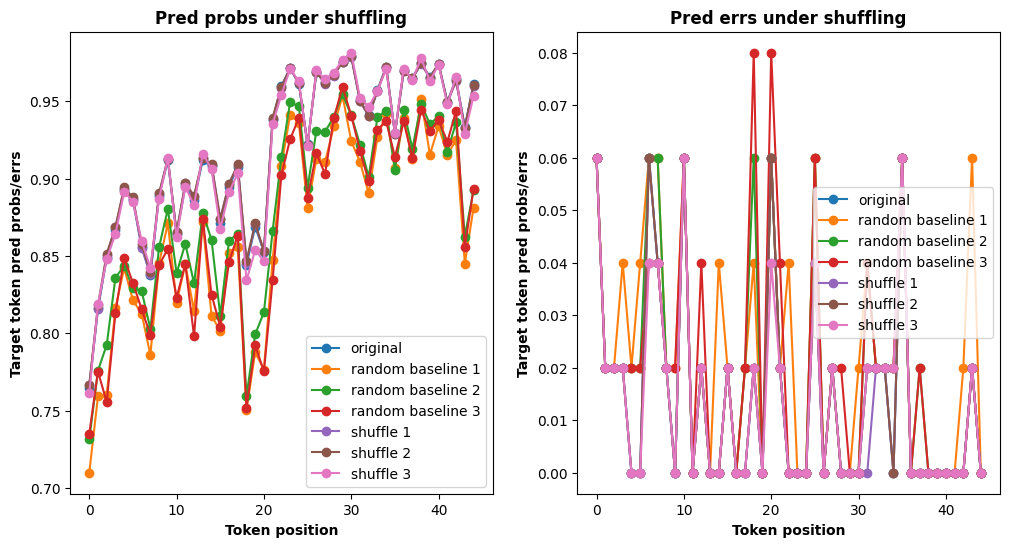 Pred probs under shuffling
Target token pred probs/errs
0.95
0.90
0.85
0.80
0.75
0.70
original
random baseline 1
random baseline 2
random baseline 3
shuffle 1
shuffle 2
shuffle 3
0 10 20 30 40
Token position
Pred errs under shuffling
Target token pred probs/errs
0.08
0.07
0.06
0.05
0.04
0.03
0.02
0.01
0.00
original
random baseline 1
random baseline 2
random baseline 3
shuffle 1
shuffle 2
shuffle 3
0 10 20 30 40
Token position